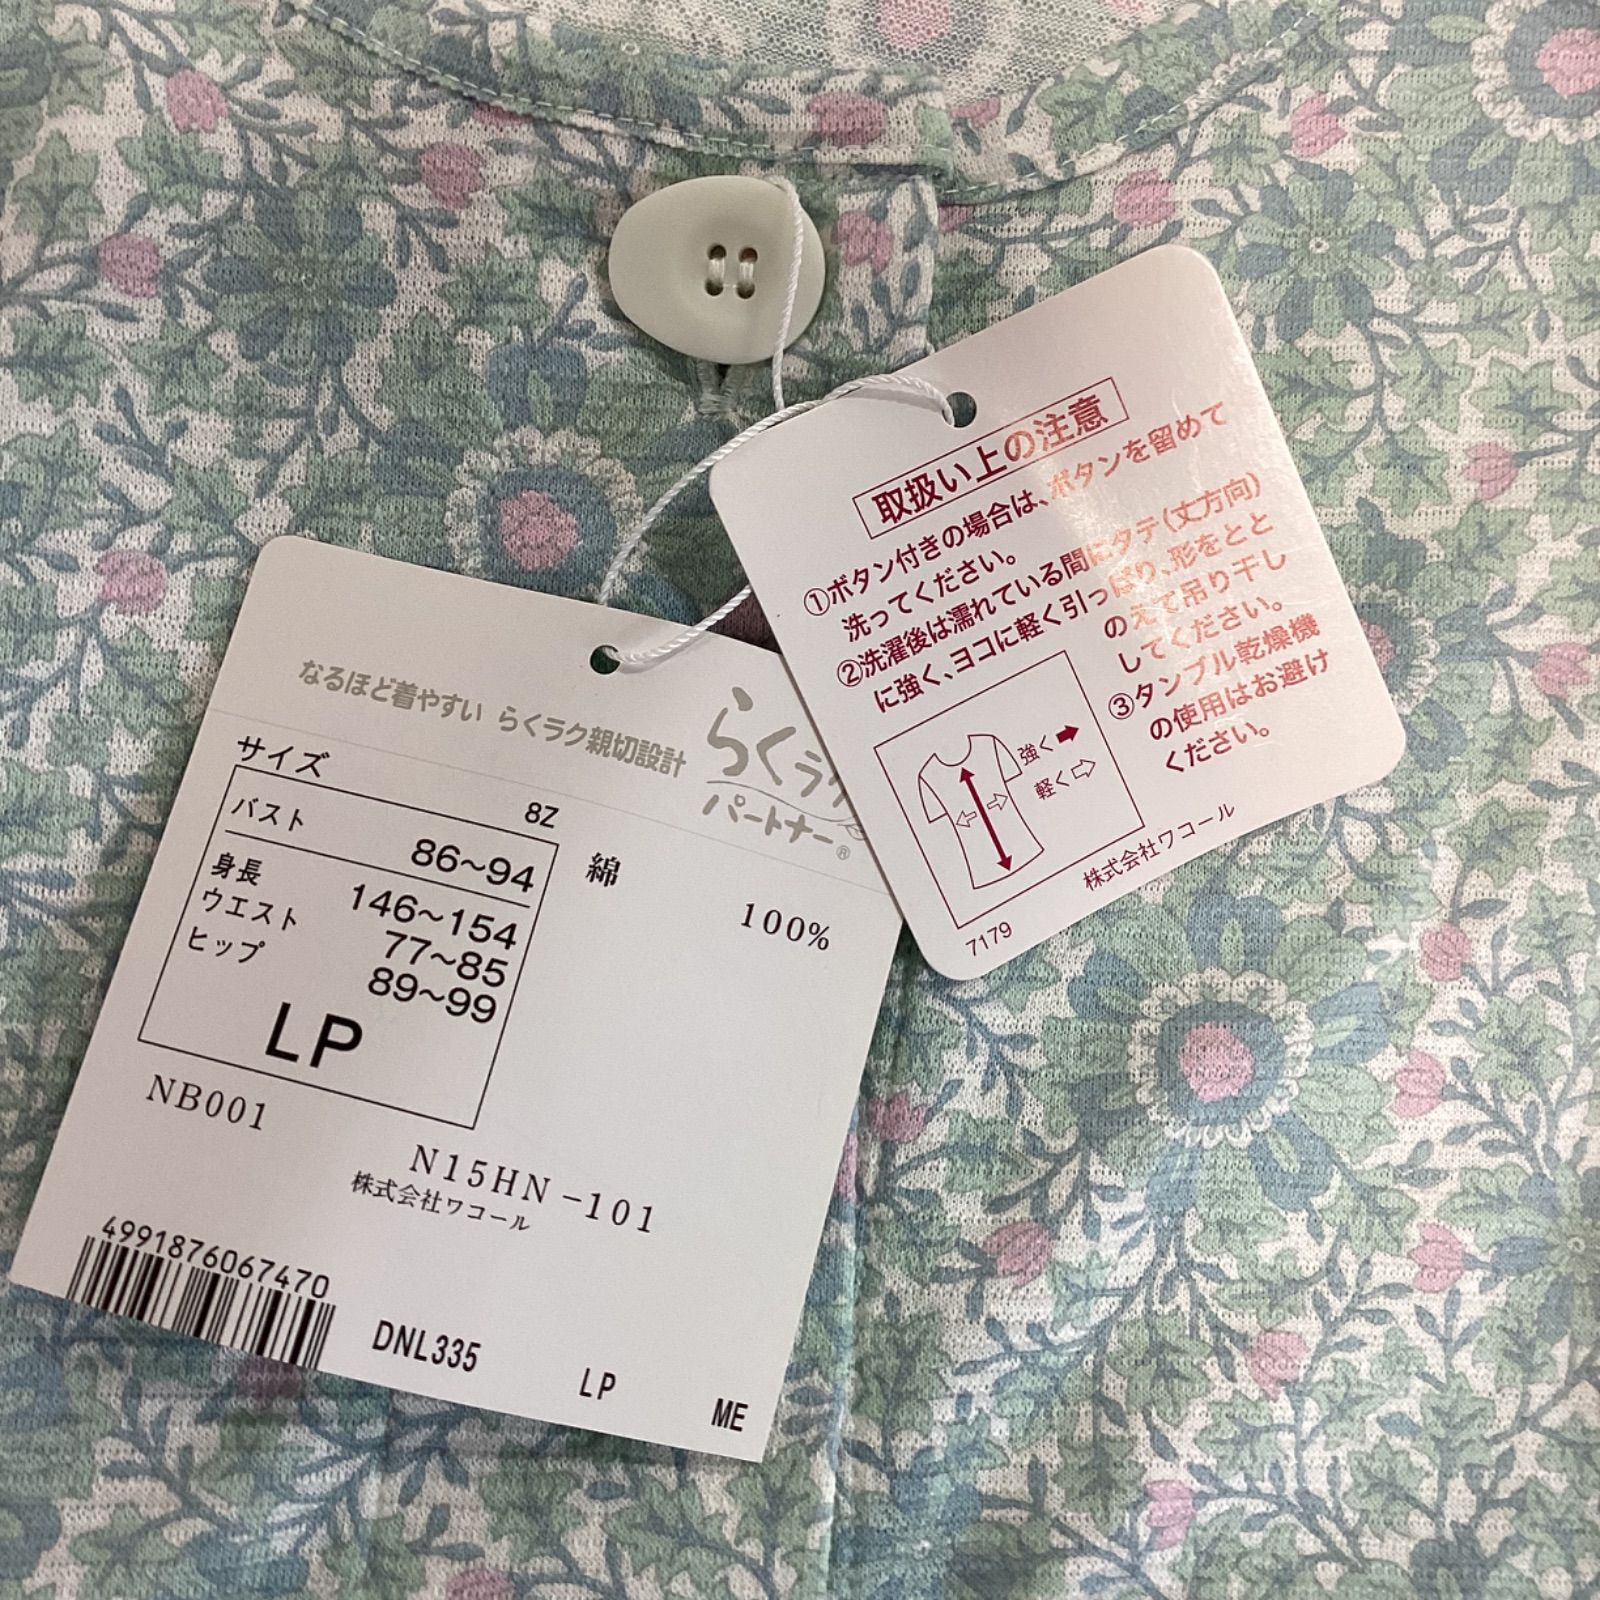 取扱い上の注意
①ボタン付きの場合は、ボタンを留めて
洗ってください。
②洗濯後は濡れている間にタテ(丈方向)
に強く、ヨコに軽く引っぱり、形をとと
のえて吊り干し
してください。
③タンブル乾燥機
の使用はお避け
ください。
強く
軽く
株式会社ワコール
7179
なるほど着やすい らくラク親切設計
らくラク
パートナー®
サイズ
8Z
バスト 86~94
身長 146~154
ウエスト 77~85
ヒップ 89~99
LP
綿
100%
NB001
N15HN-101
株式会社ワコール
4991876067470
DNL335 LP ME